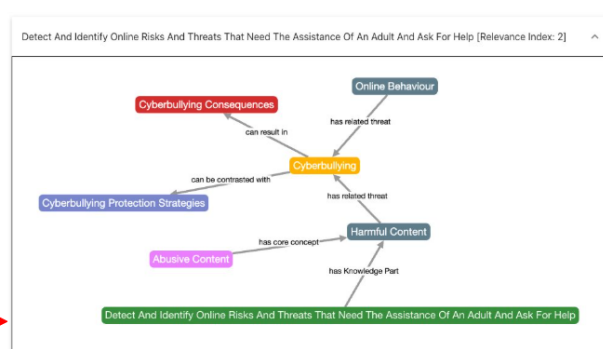 Detect And Identify Online Risks And Threats That Need The Assistance Of An Adult And Ask For Help [Relevance Index: 2]
Online Behaviour
Cyberbullying Consequences
has related threat
can result in
Cyberbullying
can be contrasted with
has related threat
Cyberbullying Protection Strategies
Harmful Content
has core concept
Abusive Content
has Knowledge Part
Detect And Identify Online Risks And Threats That Need The Assistance Of An Adult And Ask For Help